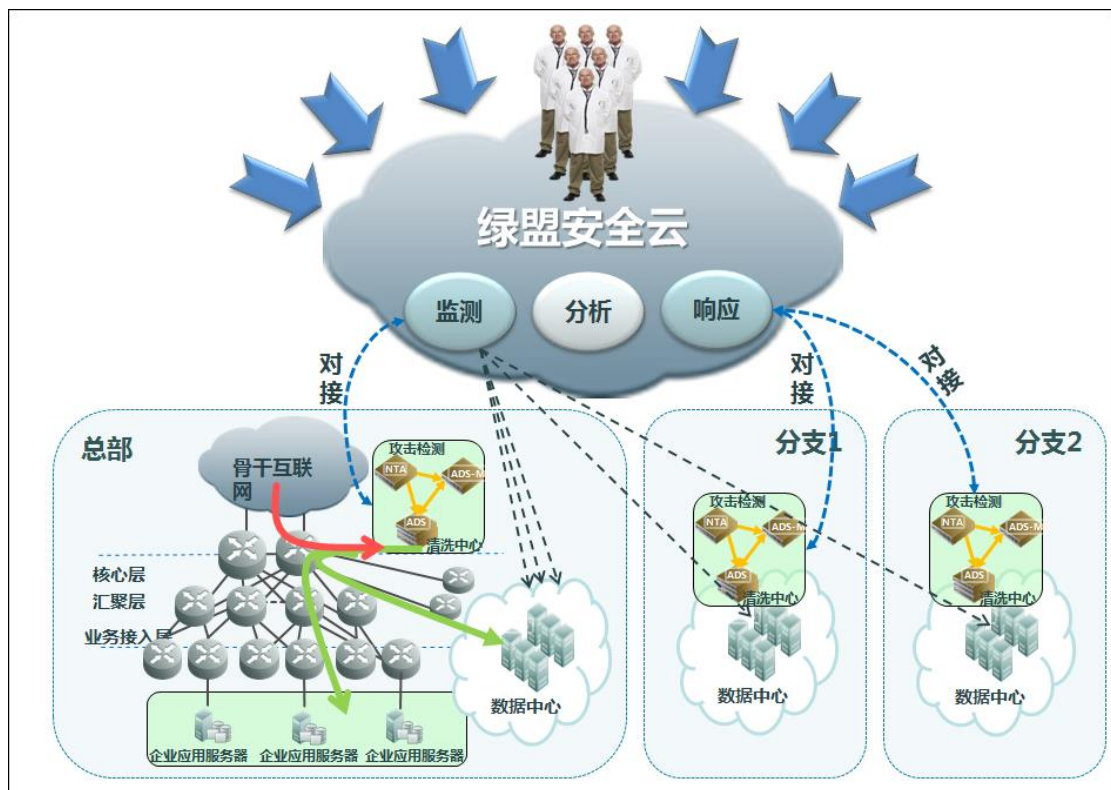 绿盟安全云
监测
分析
响应
对
接
对
接
对
接
总部
骨干互联
网
攻击检测
NTA
ADS-M
ADS
清洗中心
核心层
汇聚层
业务接入层
数据中心
企业应用服务器
企业应用服务器
企业应用服务器
分支1
攻击检测
NTA
ADS-M
ADS
清洗中心
数据中心
分支2
攻击检测
NTA
ADS-M
ADS
清洗中心
数据中心